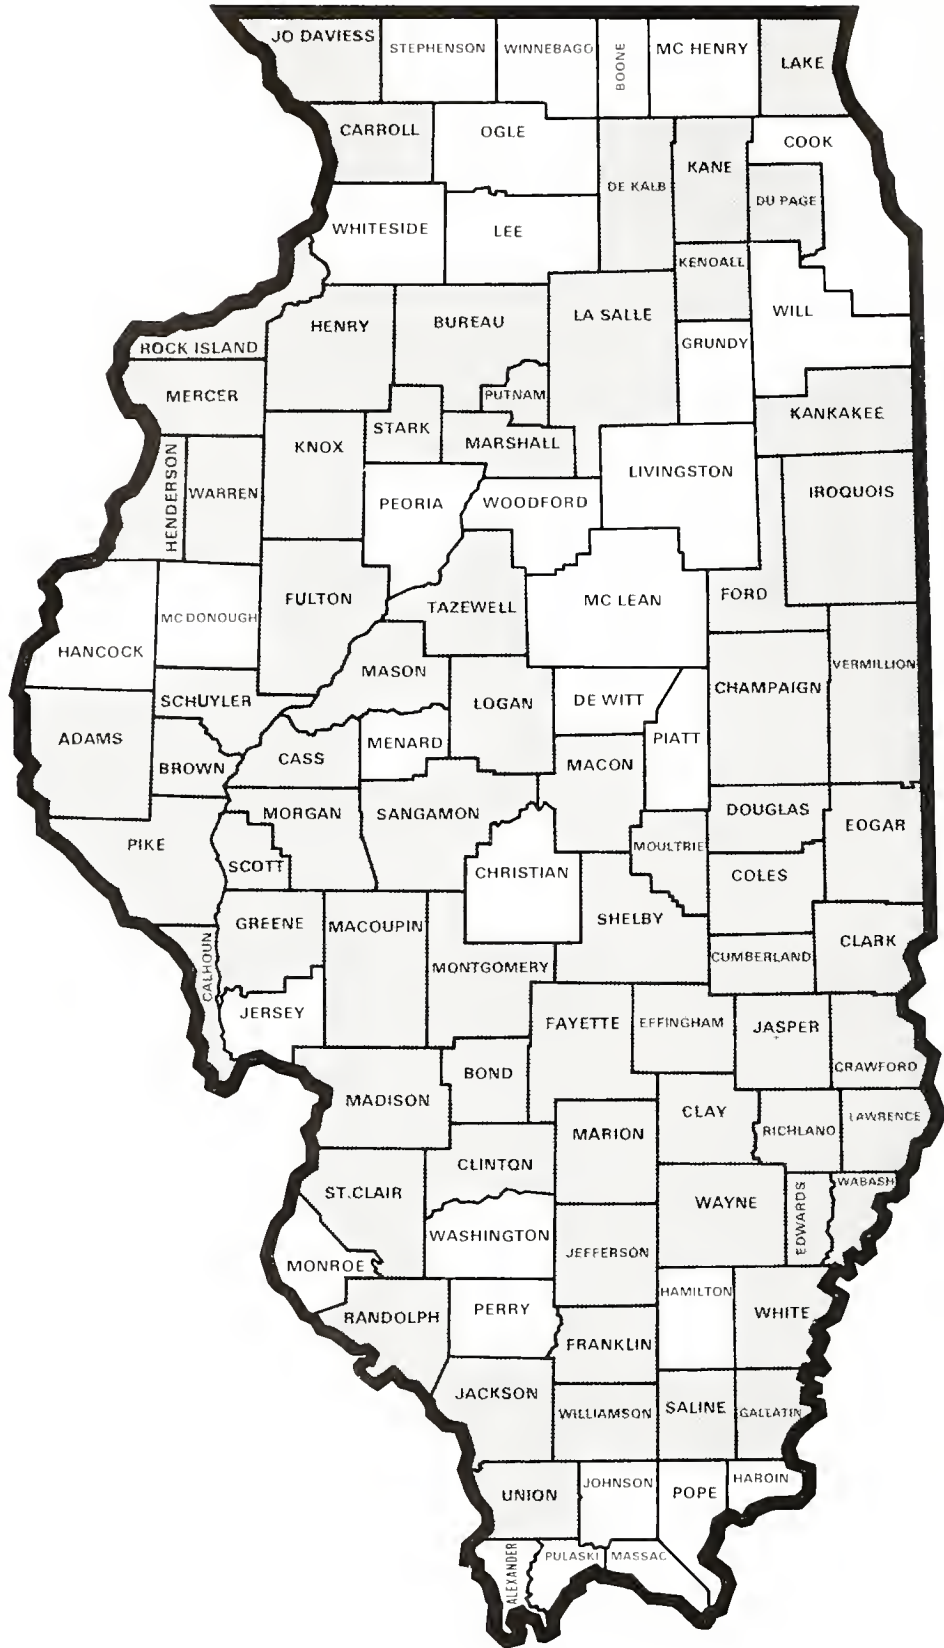 JO DAVIESS
STEPHENSON
WINNEBAGO
BOONE
MC HENRY
LAKE
CARROLL
OGLE
COOK
KANE
DE KALB
DU PAGE
WHITESIDE
LEE
KENOALL
HENRY
BUREAU
LA SALLE
WILL
GRUNDY
ROCK ISLAND
MERCER
PUTNAM
KANKAKEE
STARK
MARSHALL
KNOX
LIVINGSTON
HENDERSON
WARREN
PEORIA
WOODFORD
IROQUOIS
FULTON
TAZEWELL
MC LEAN
FORD
MC DONOUGH
HANCOCK
MASON
VERMILLION
SCHUYLER
LOGAN
DE WITT
CHAMPAIGN
ADAMS
BROWN
CASS
MENARD
PIATT
MACON
MORGAN
SANGAMON
DOUGLAS
EOGAR
PIKE
SCOTT
CHRISTIAN
MOULTRIE
COLES
GREENE
MACOUPIN
SHELBY
CLARK
CUMBERLAND
CALHOUN
MONTGOMERY
JERSEY
FAYETTE
EFFINGHAM
JASPER
CRAWFORD
BOND
MADISON
CLAY
LAWRENCE
MARION
RICHLANO
CLINTON
ST. CLAIR
WABASH
WAYNE
EDWARDS
WASHINGTON
JEFFERSON
MONROE
HAMILTON
PERRY
WHITE
RANDOLPH
FRANKLIN
JACKSON
WILLIAMSON
SALINE
GALLATIN
UNION
JOHNSON
POPE
HAROIN
ALEXANDER
PULASKI
MASSAC